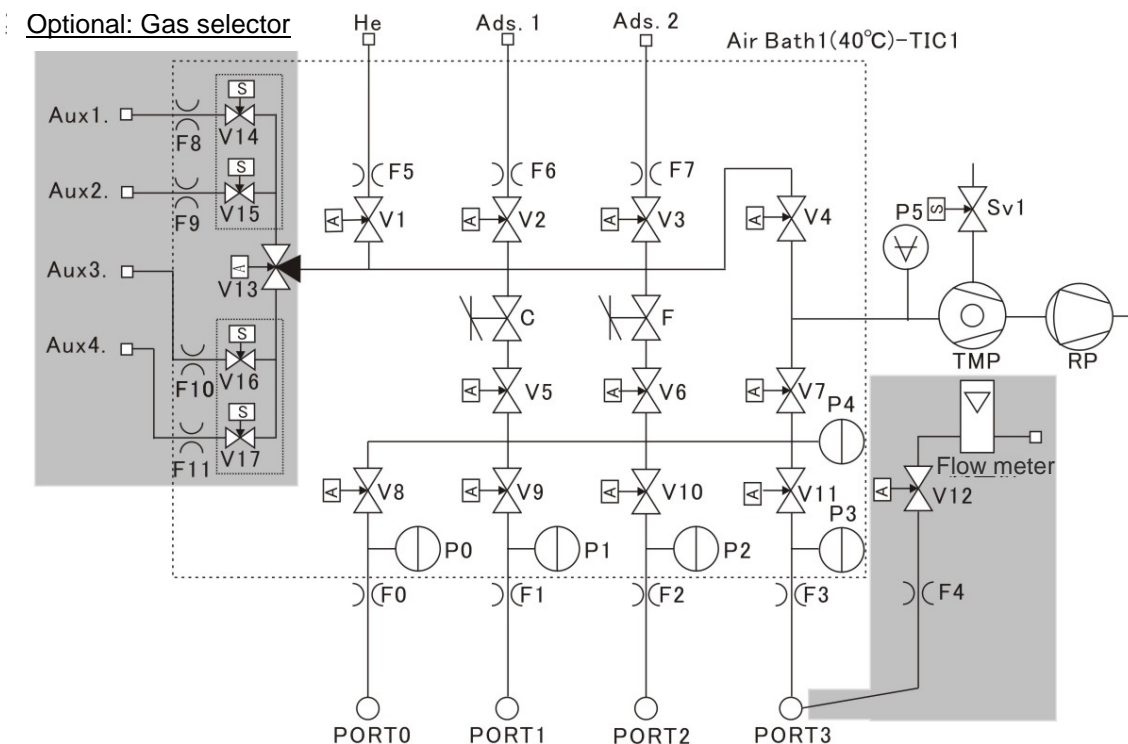 Optional: Gas selector
He
Ads. 1
Ads. 2
Air Bath1(40℃)-TIC1
Aux1.
S
F8
V14
Aux2.
S
F9
V15
Aux3.
A
V13
Aux4.
S
F10
V16
S
F11
V17
F5
F6
F7
A
V1
A
V2
A
V3
A
V4
P5
S
Sv1
C
F
TMP
RP
A
V5
A
V6
A
V7
P4
Flow meter
A
V8
A
V9
A
V10
A
V11
A
V12
P0
P1
P2
P3
F0
F1
F2
F3
F4
PORT0
PORT1
PORT2
PORT3